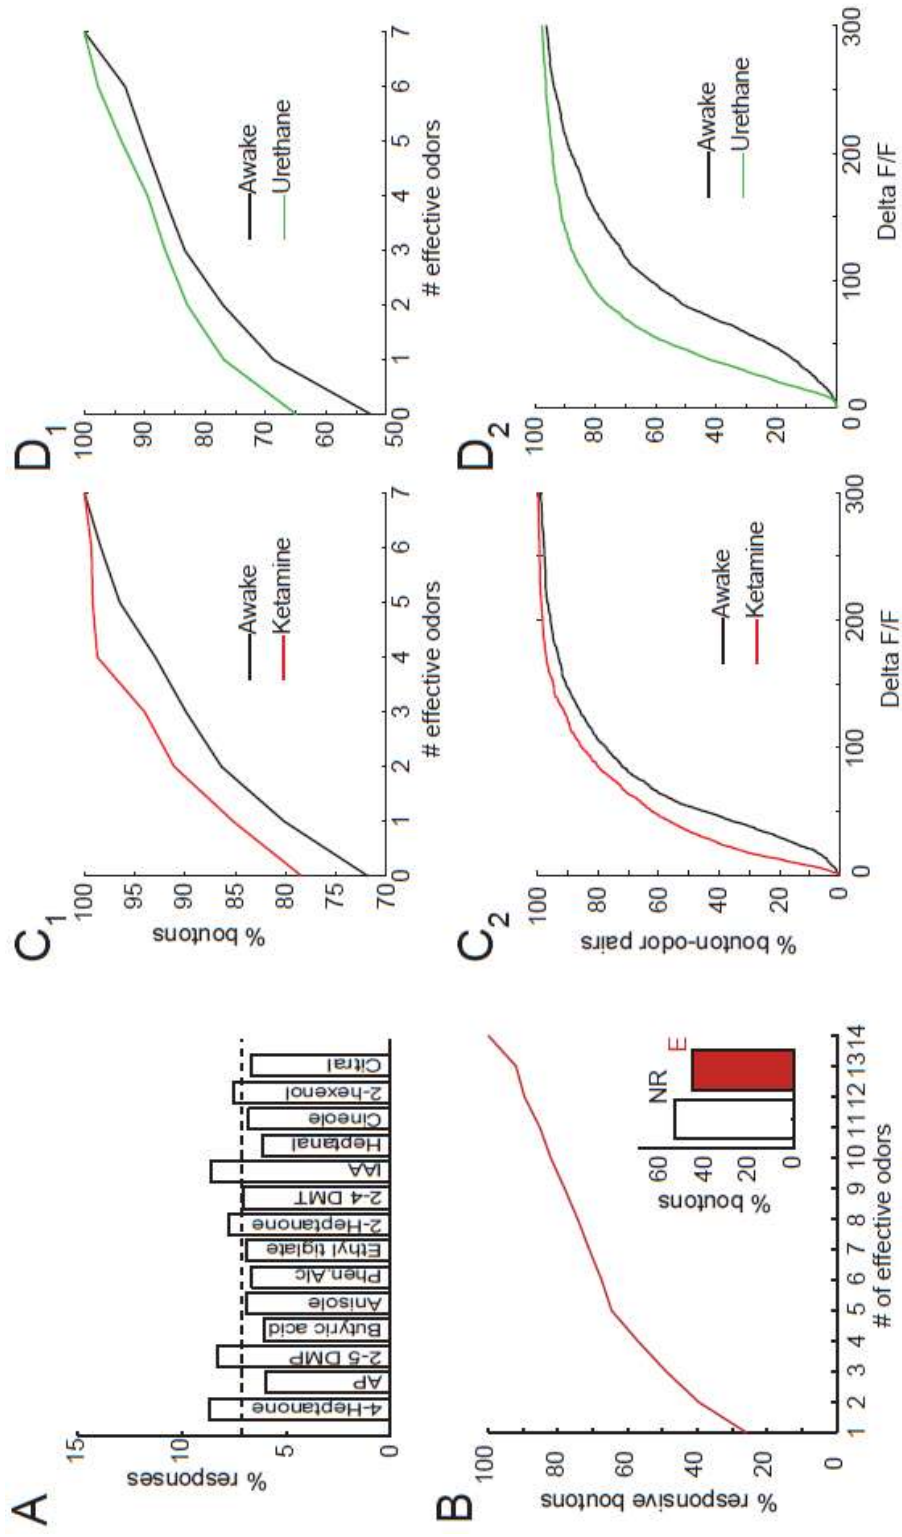 A
% responses
15
10
5
0
4-Heptanone
AP
2-5 DMP
Butyric acid
Anisole
Phen.Alc
Ethyl tiglate
2-Heptanone
2-4 DMT
IAA
Heptanal
Cineole
2-hexenol
Citral
B
% responsive boutons
100
80
60
40
20
0
1 2 3 4 5 6 7 8 9 10 11 12 13 14
# of effective odors
% boutons
60
40
20
0
NR
E
C1
% boutons
100
95
90
85
80
75
70
0 1 2 3 4 5 6 7
# effective odors
Awake
Ketamine
D1
100
90
80
70
60
50
0 1 2 3 4 5 6 7
# effective odors
Awake
Urethane
C2
% bouton-odor pairs
100
80
60
40
20
0
0 100 200 300
Delta F/F
Awake
Ketamine
D2
100
80
60
40
20
0 100 200 300
Delta F/F
Awake
Urethane